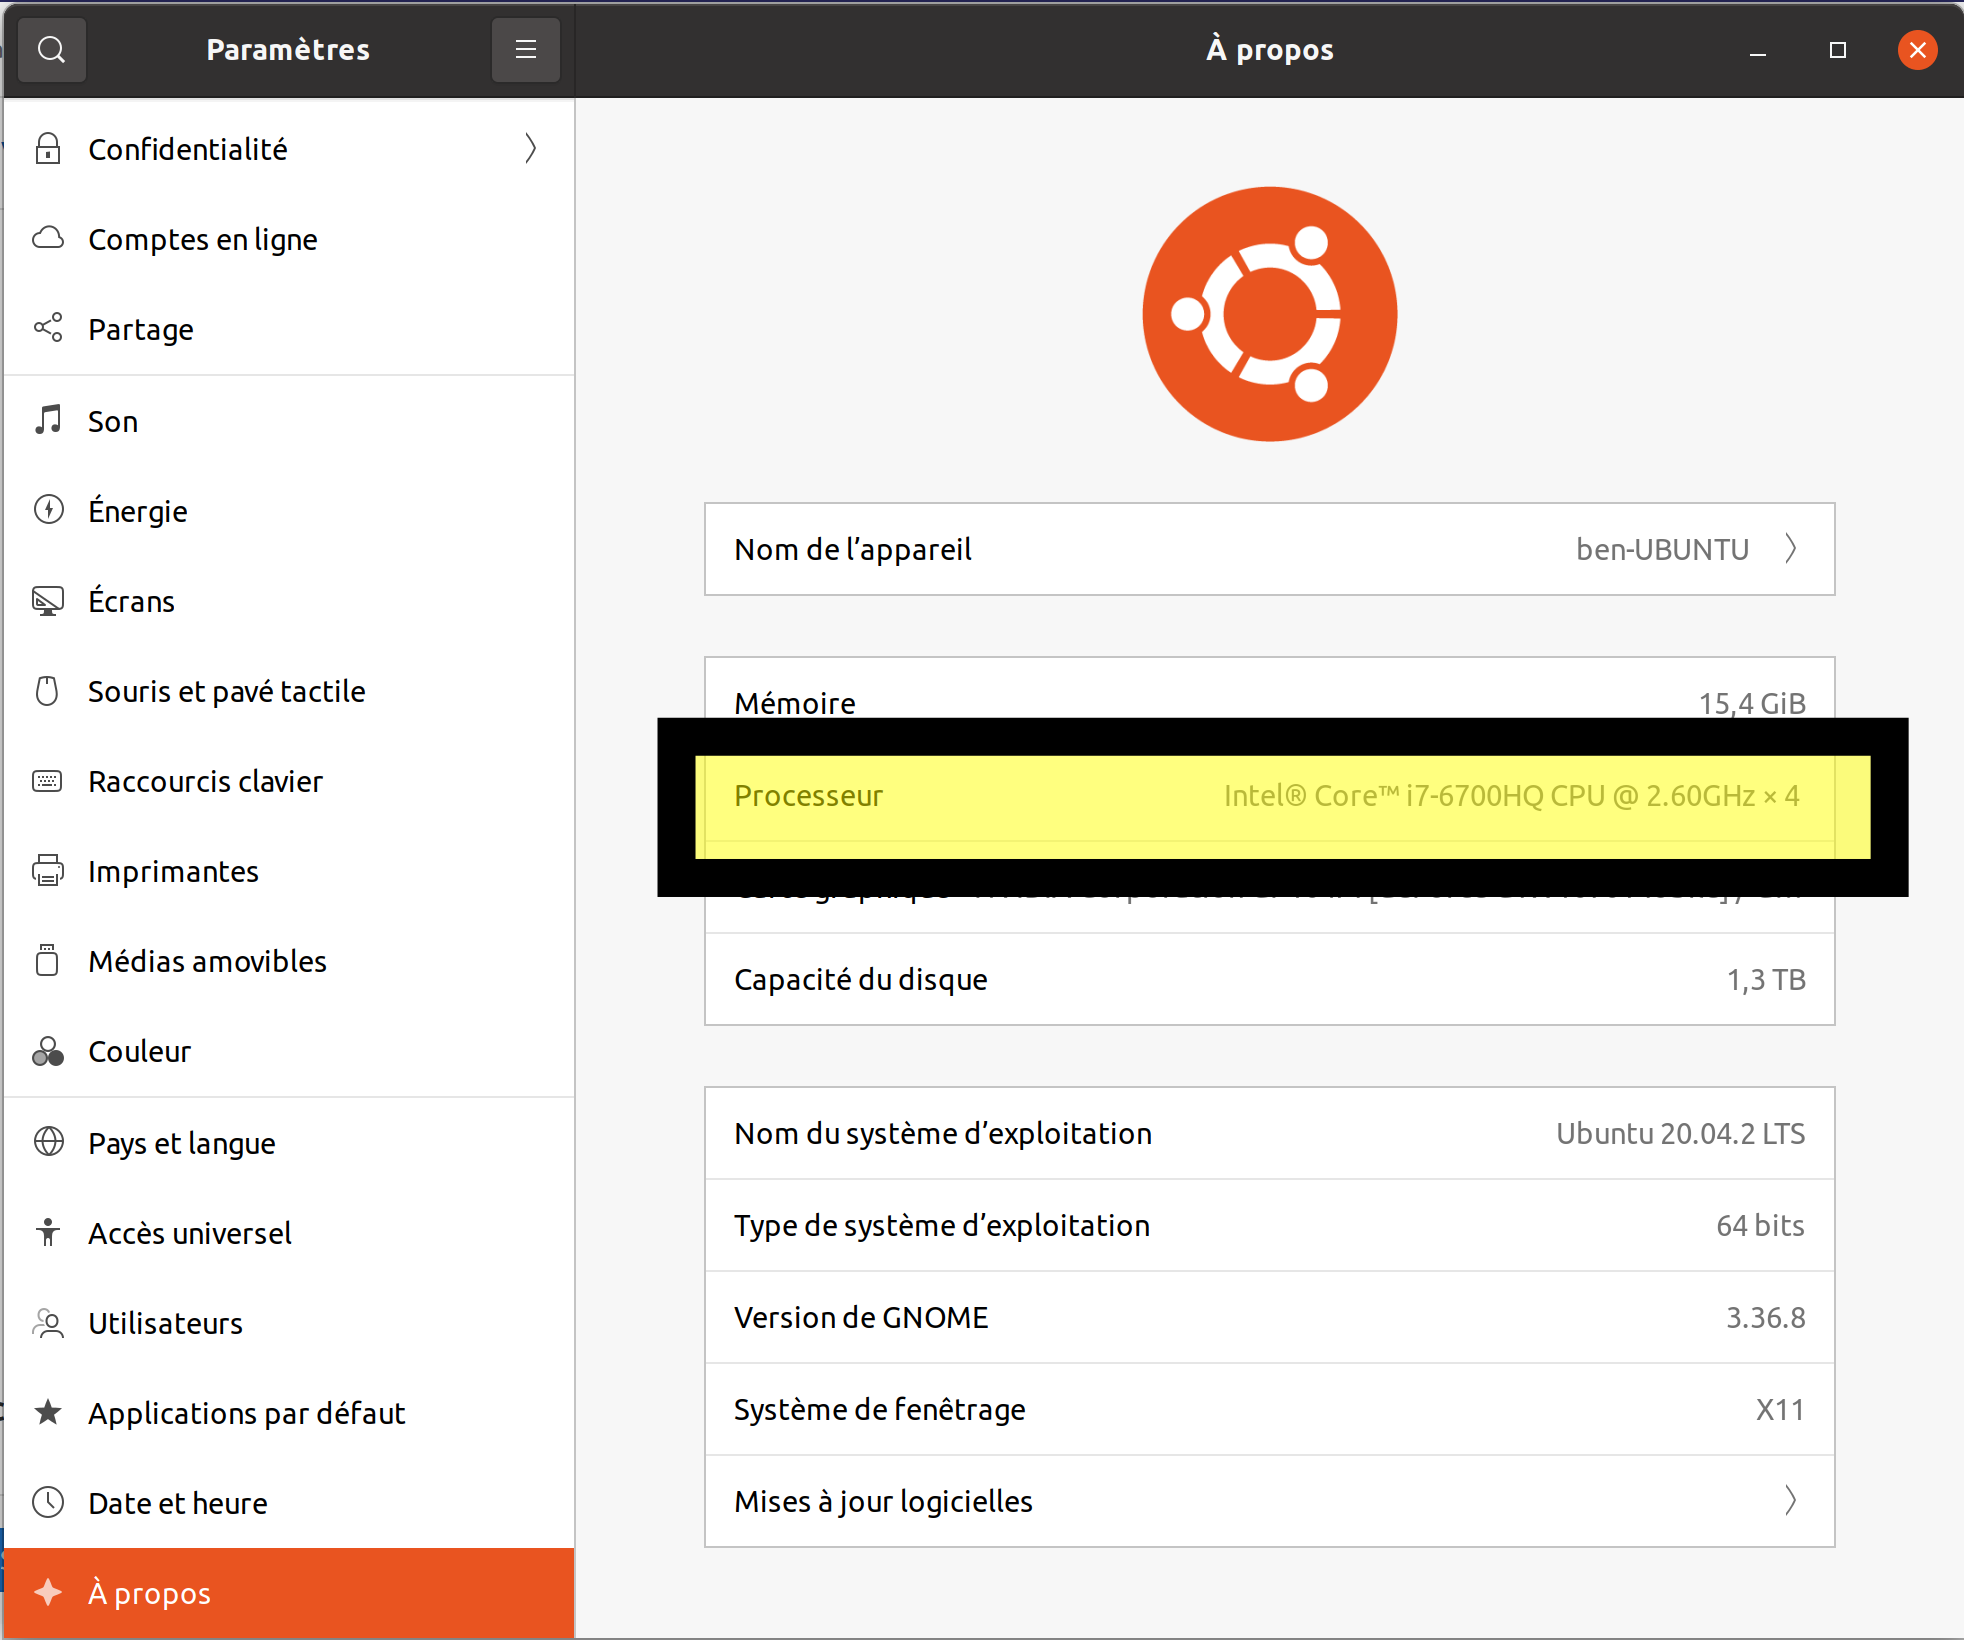 Paramètres
À propos
Confidentialité
Comptes en ligne
Partage
Son
Énergie
Écrans
Souris et pavé tactile
Raccourcis clavier
Imprimantes
Médias amovibles
Couleur
Pays et langue
Accès universel
Utilisateurs
Applications par défaut
Date et heure
À propos
Nom de l’appareil ben-UBUNTU
Mémoire 15,4 GiB
Processeur Intel® Core™ i7-6700HQ CPU @ 2.60GHz × 4
Capacité du disque 1,3 TB
Nom du système d’exploitation Ubuntu 20.04.2 LTS
Type de système d’exploitation 64 bits
Version de GNOME 3.36.8
Système de fenêtrage X11
Mises à jour logicielles